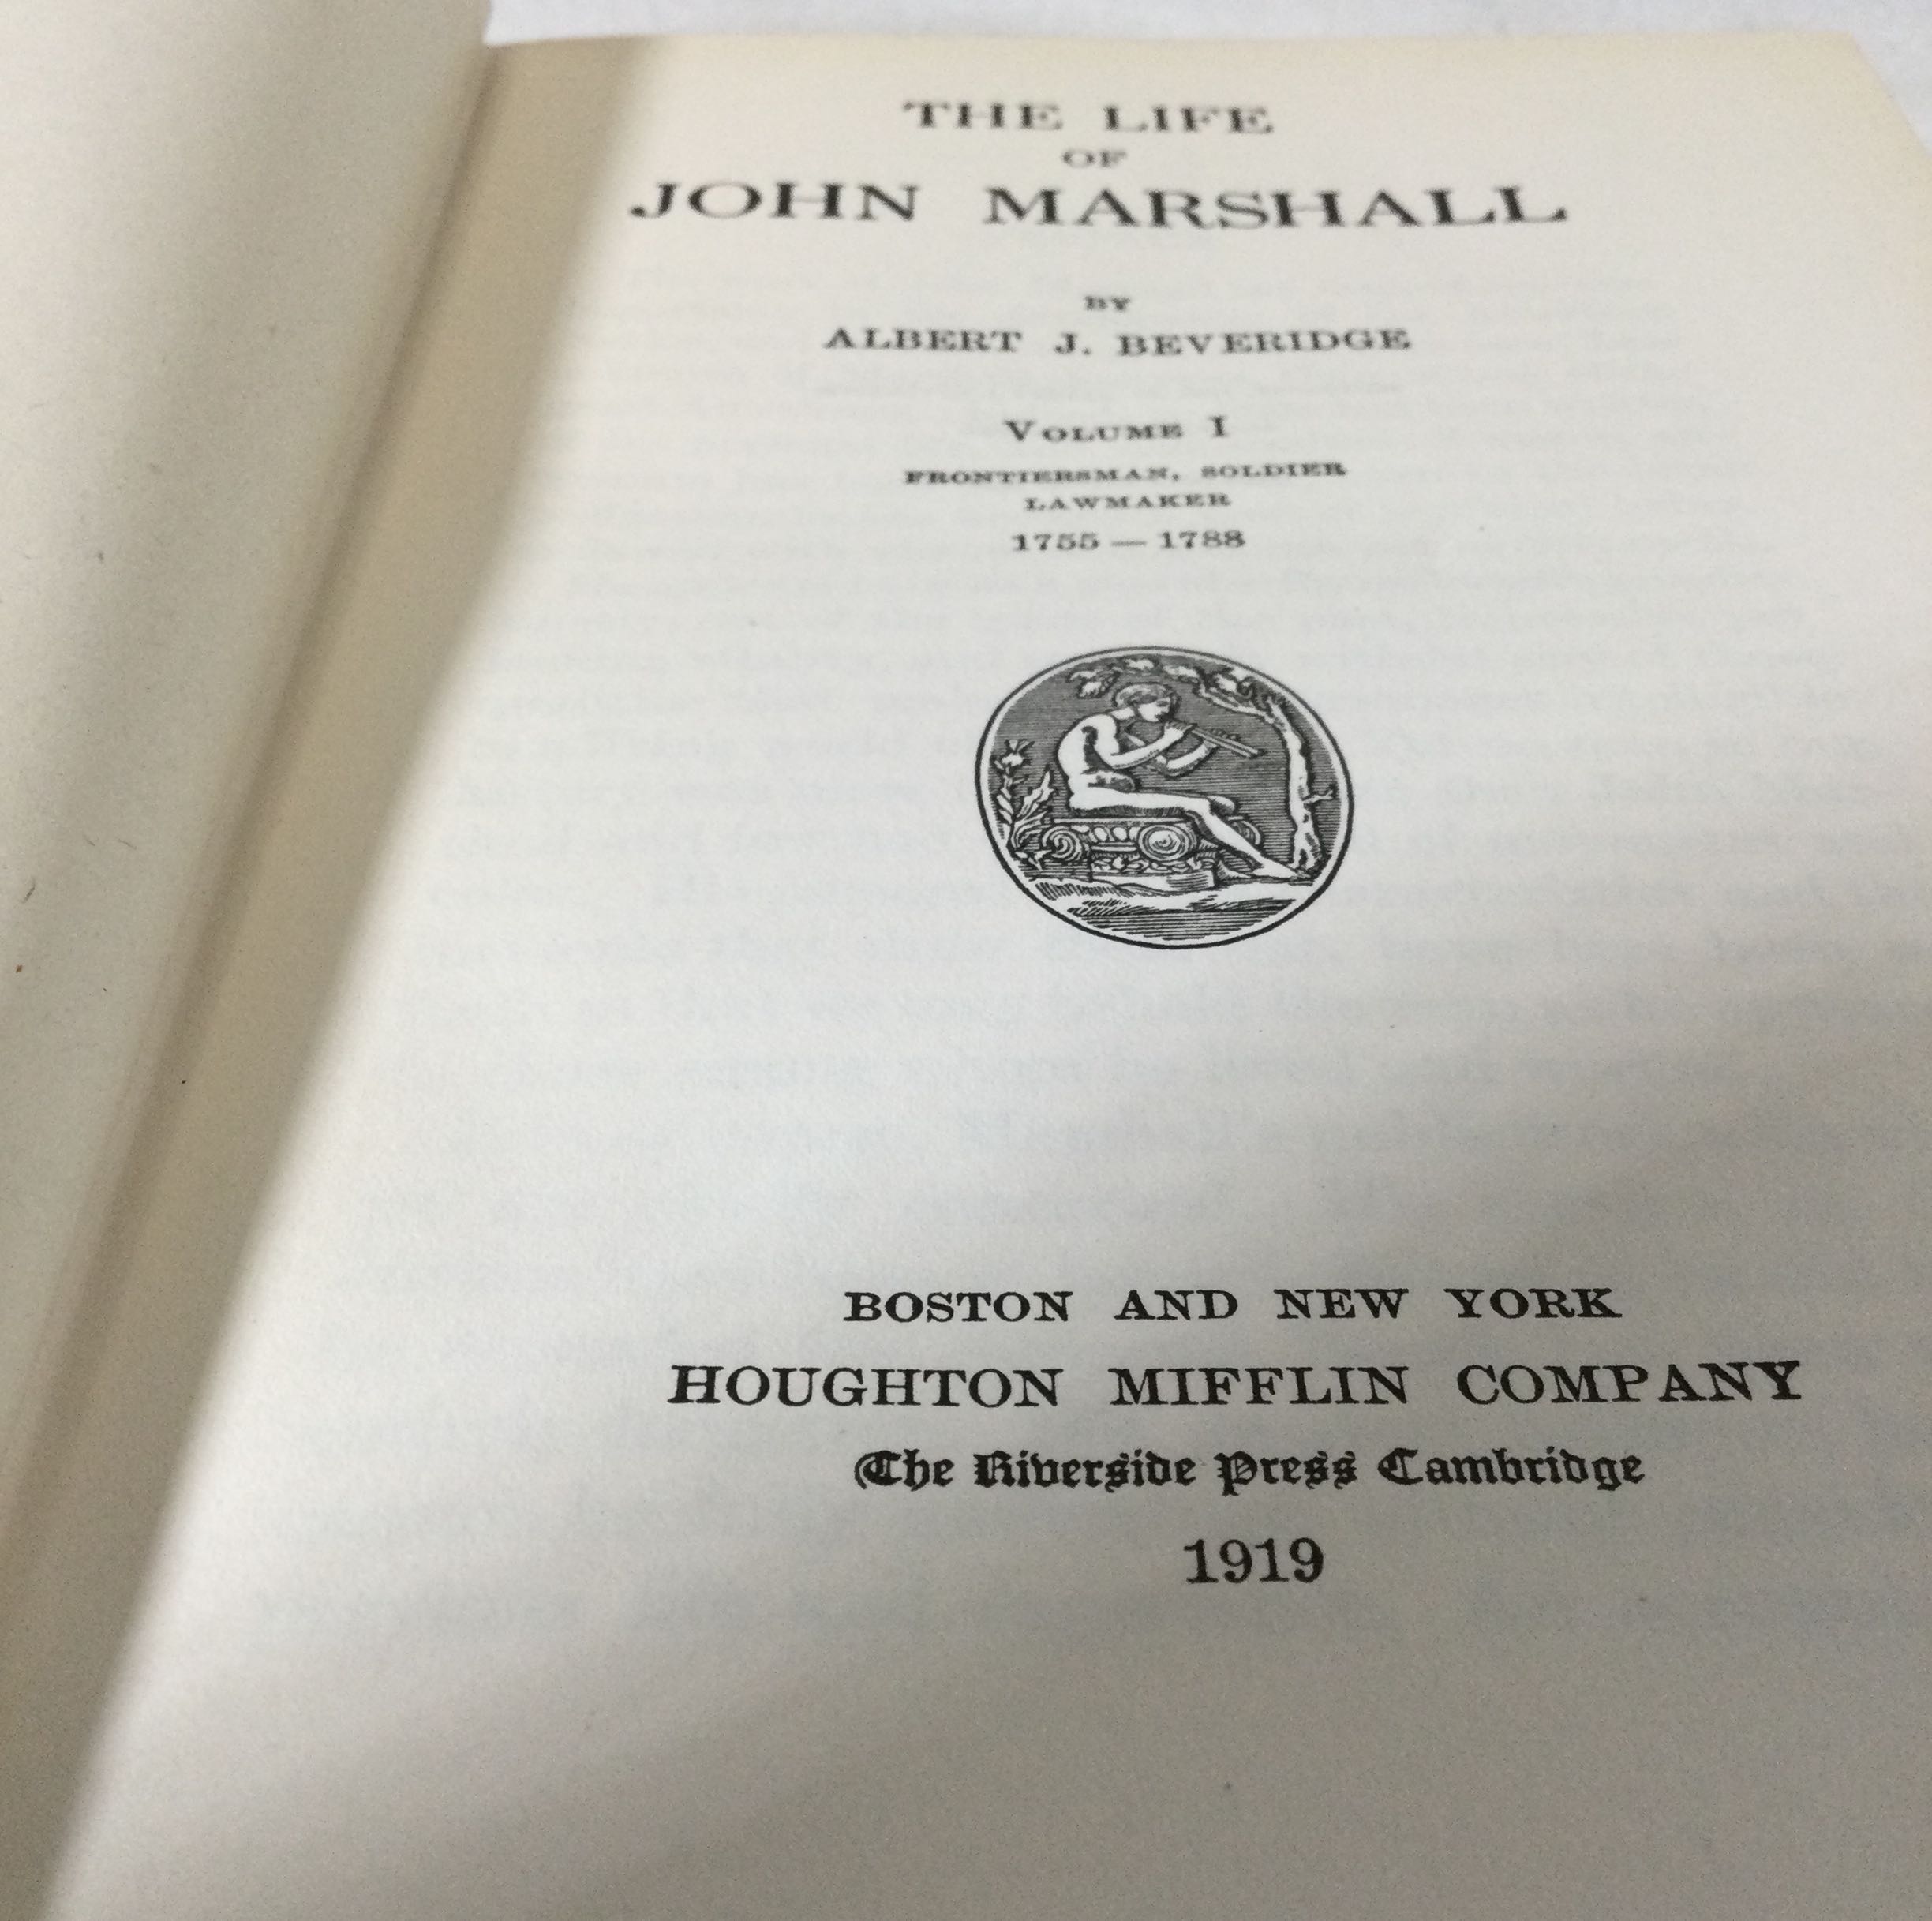 THE LIFE
OF
JOHN MARSHALL
BY
ALBERT J. BEVERIDGE
VOLUME I
FRONTIERSMAN, SOLDIER
LAWMAKER
1755 — 1788
BOSTON AND NEW YORK
HOUGHTON MIFFLIN COMPANY
The Riverside Press Cambridge
1919